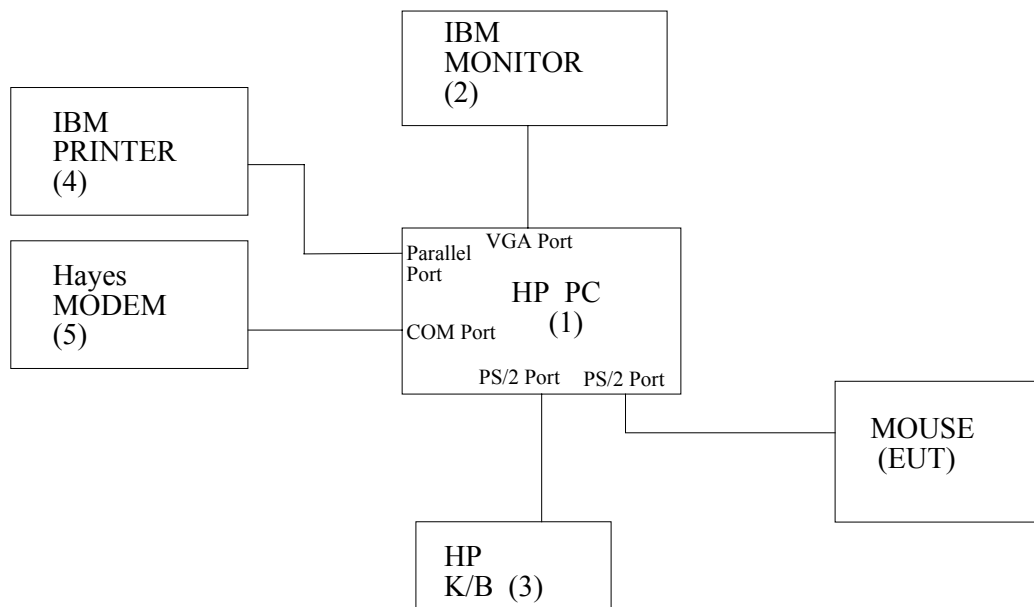 IBM
MONITOR
(2)
IBM
PRINTER
(4)
Hayes
MODEM
(5)
VGA Port
Parallel
Port
HP PC
(1)
COM Port
PS/2 Port PS/2 Port
MOUSE
(EUT)
HP
K/B (3)